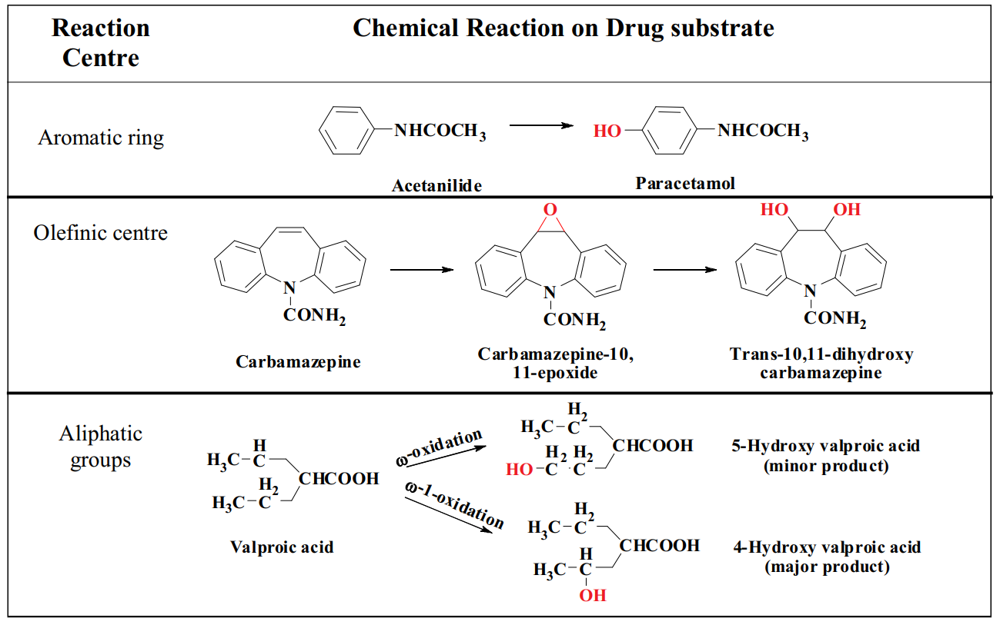 Reaction Centre
Chemical Reaction on Drug substrate
Aromatic ring
NHCOCH3
HO
NHCOCH3
Acetanilide
Paracetamol
Olefinic centre
N
CONH2
O
N
CONH2
HO
OH
N
CONH2
Carbamazepine
Carbamazepine-10,
11-epoxide
Trans-10,11-dihydroxy
carbamazepine
Aliphatic
groups
H
H3C-C
H2
H3C-C
CHCOOH
Valproic acid
ω-oxidation
ω-1-oxidation
H2
H3C-C
CHCOOH
H2 H2
HO-C C
5-Hydroxy valproic acid
(minor product)
H2
H3C-C
CHCOOH
H
H3C-C
OH
4-Hydroxy valproic acid
(major product)